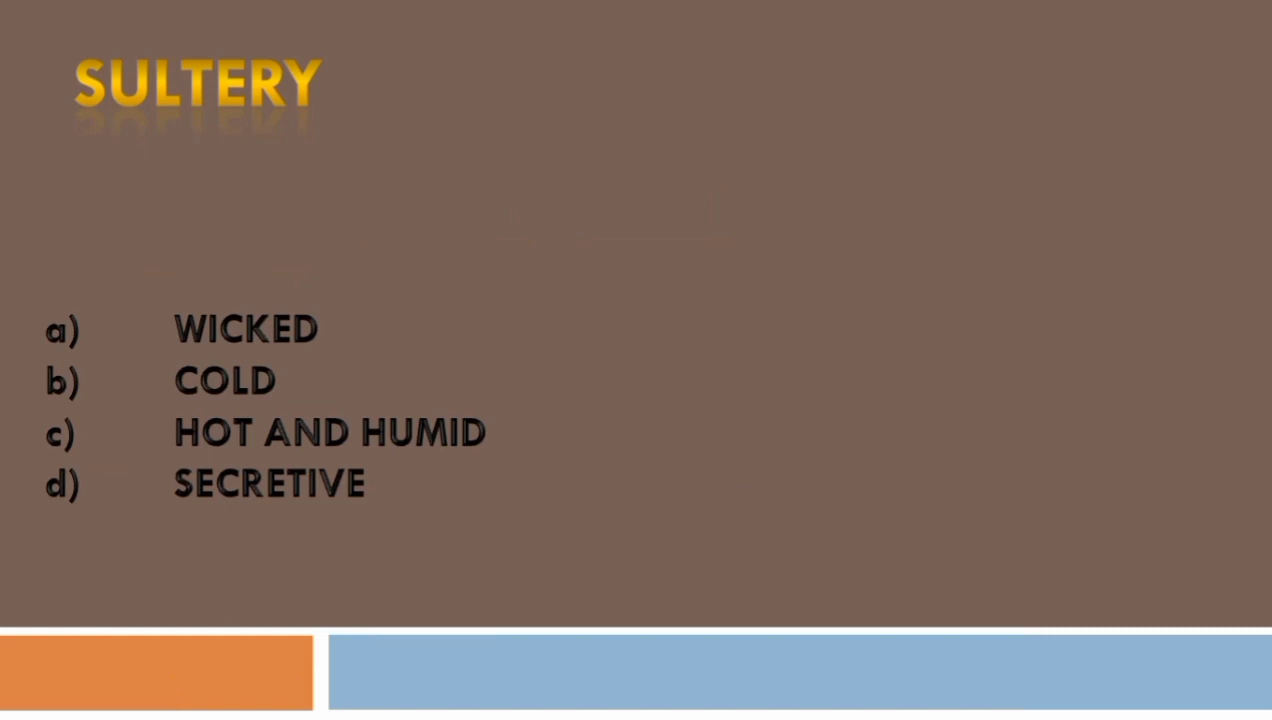 SULTERY
a) WICKED
b) COLD
c) HOT AND HUMID
d) SECRETIVE